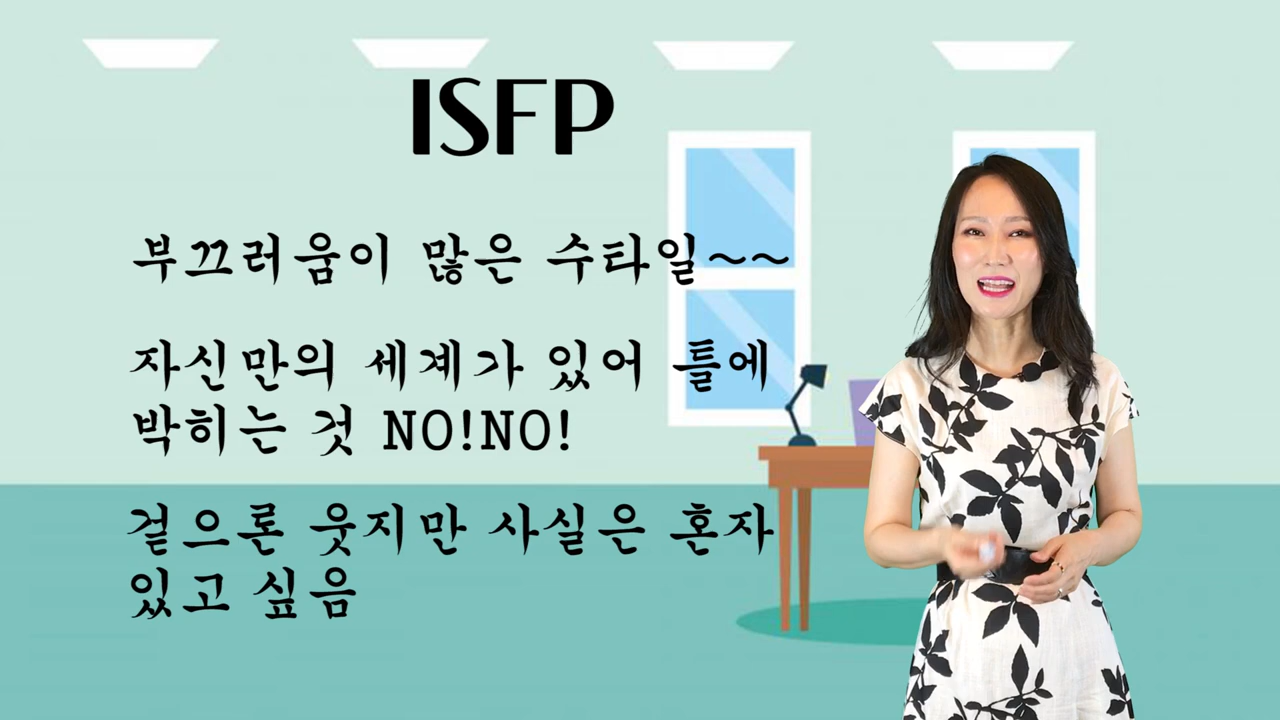 ISFP
부끄러움이 많은 수타일~~
자신만의 세계가 있어 틀에
박히는 것 NO!NO!
겉으론 웃지만 사실은 혼자
있고 싶음